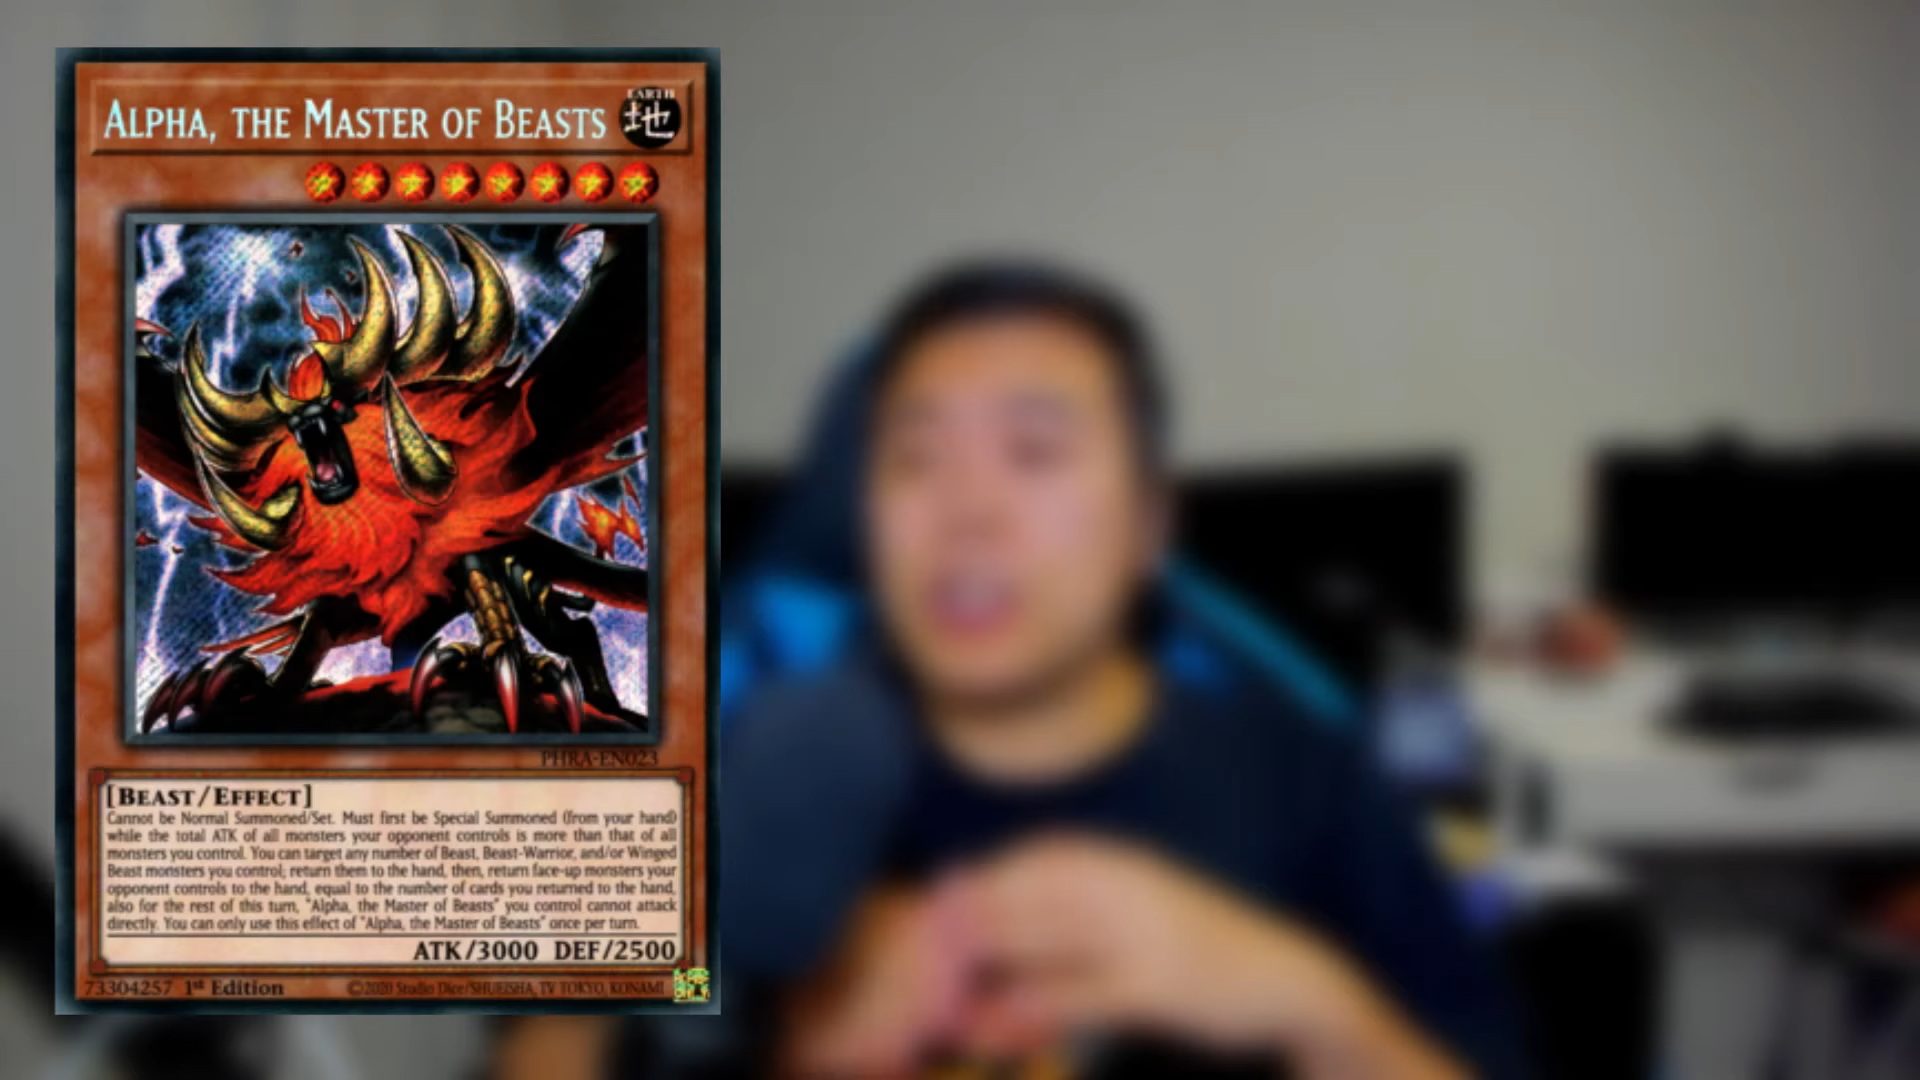 ALPHA, THE MASTER OF BEASTS
EARTH
地
PHRA-EN023
[BEAST/EFFECT]
Cannot be Normal Summoned/Set. Must first be Special Summoned (from your hand)
while the total ATK of all monsters your opponent controls is more than that of all
monsters you control. You can target any number of Beast, Beast-Warrior, and/or Winged
Beast monsters you control; return them to the hand, then, return face-up monsters your
opponent controls to the hand, equal to the number of cards you returned to the hand,
also for the rest of this turn, "Alpha, the Master of Beasts" you control cannot attack
directly. You can only use this effect of "Alpha, the Master of Beasts" once per turn.
ATK/3000 DEF/2500
73304257 1st Edition ©2020 Studio Dice/SHUEISHA, TV TOKYO, KONAMI